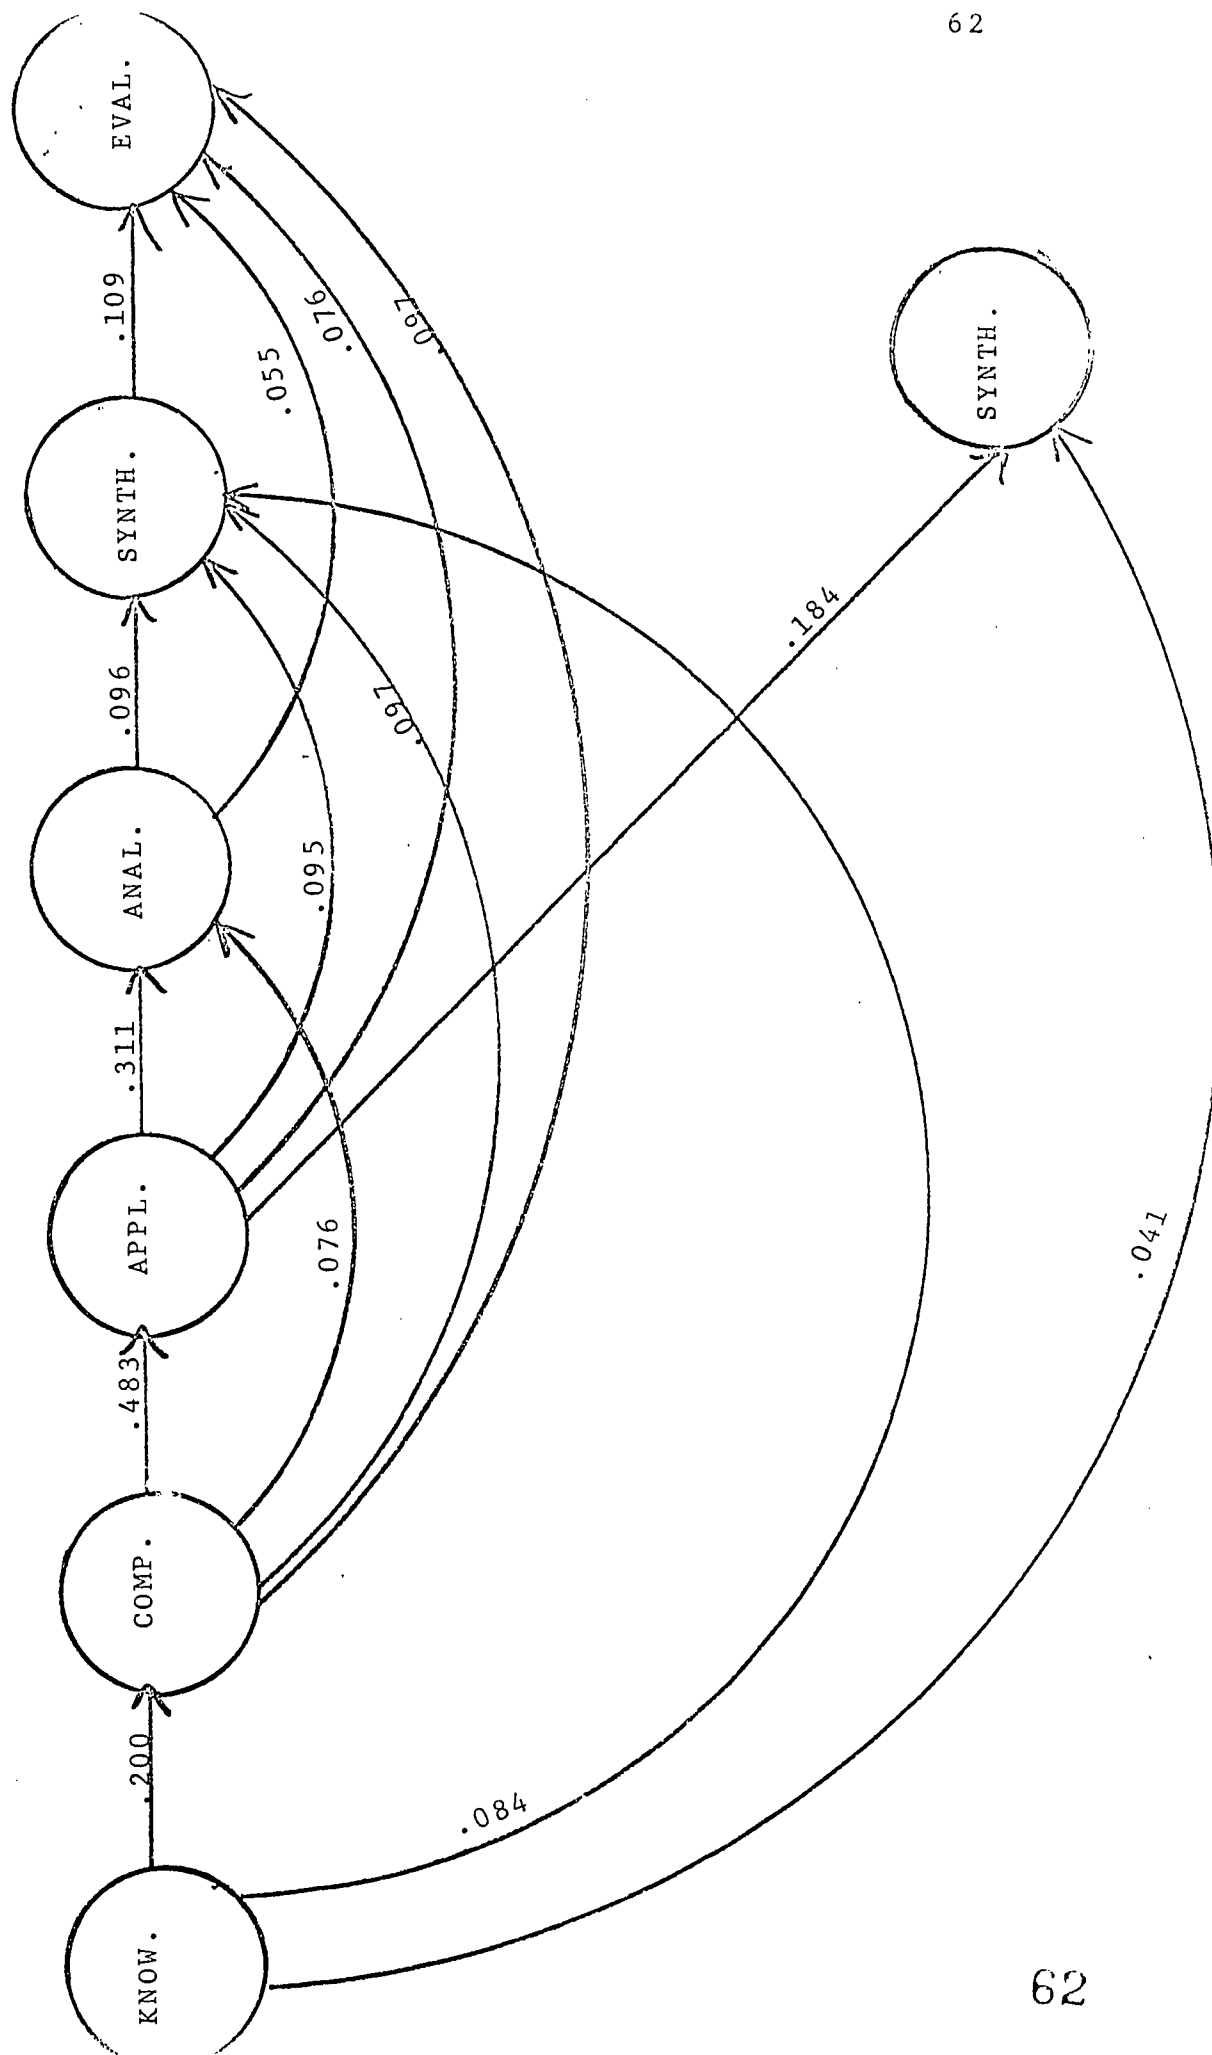 62
KNOW.
.200
COMP.
.483
APPL.
.311
ANAL.
.096
SYNTH.
.109
EVAL.
.076
.095
.055
.097
.076
.097
.084
.184
.041
SYNTH.
62